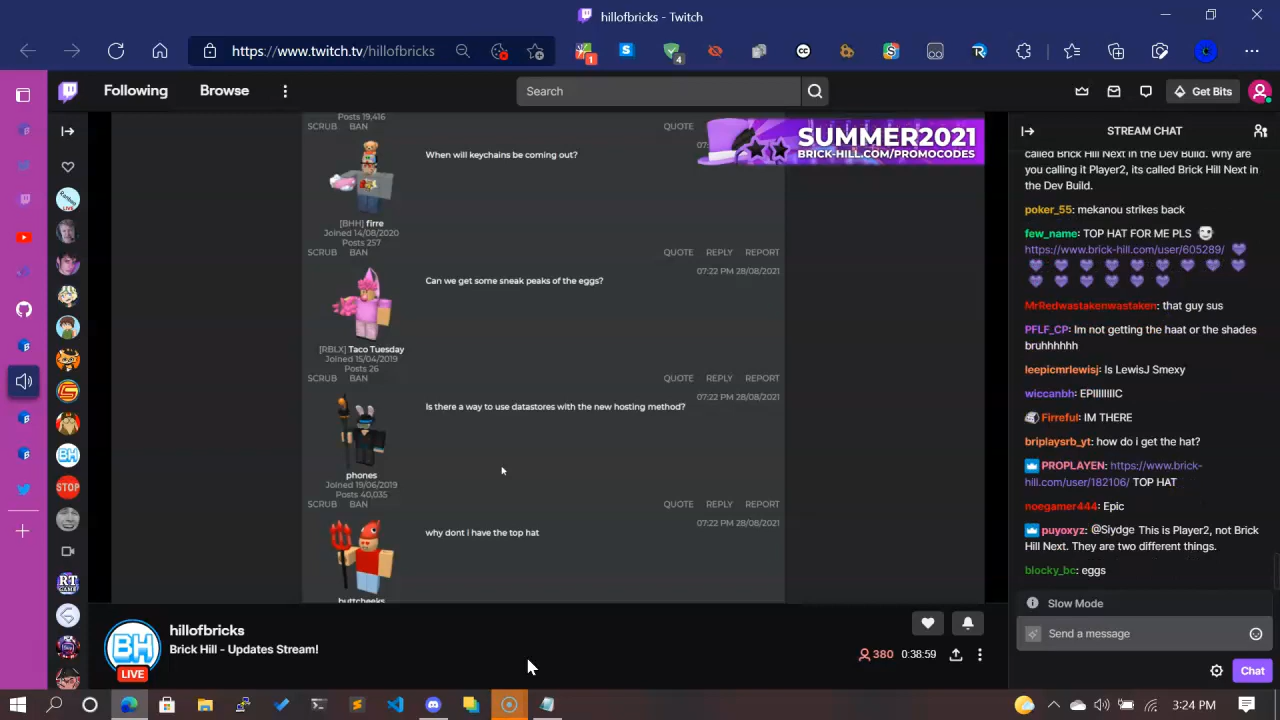 hillofbricks - Twitch
https://www.twitch.tv/hillofbricks
1
4
Following
Browse
Search
Get Bits
Posts 19,416
SCRUB BAN
QUOTE
SUMMER2021
BRICK-HILL.COM/PROMOCODES
When will keychains be coming out?
[BHH] firre
Joined 14/08/2020
Posts 257
SCRUB BAN
QUOTE REPLY REPORT
07:22 PM 28/08/2021
Can we get some sneak peaks of the eggs?
[RBLX] Taco Tuesday
Joined 15/04/2019
Posts 26
SCRUB BAN
QUOTE REPLY REPORT
07:22 PM 28/08/2021
Is there a way to use datastores with the new hosting method?
phones
Joined 19/06/2019
Posts 40,035
SCRUB BAN
QUOTE REPLY REPORT
07:22 PM 28/08/2021
why dont i have the top hat
buttcheeks
BH
LIVE
hillofbricks
Brick Hill - Updates Stream!
380
0:38:59
STREAM CHAT
called Brick Hill Next in the Dev Build. Why are
you calling it Player2, its called Brick Hill Next in
the Dev Build.
poker_55: mekanou strikes back
few_name: TOP HAT FOR ME PLS
https://www.brick-hill.com/user/605289/
MrRedwastakenwastaken: that guy sus
PFLF_CP: Im not getting the haat or the shades
bruhhhhhh
leepicmrlewisj: Is LewisJ Smexy
wiccanbh: EPIIIIIIIC
Firreful: IM THERE
briplaysrb_yt: how do i get the hat?
PROPLAYEN: https://www.brick-
hill.com/user/182106/ TOP HAT
noegamer444: Epic
puyoxyz: @Siydge This is Player2, not Brick
Hill Next. They are two different things.
blocky_bc: eggs
Slow Mode
Send a message
Chat
LIVE
BH
STOP
RT
GAME
3:24 PM